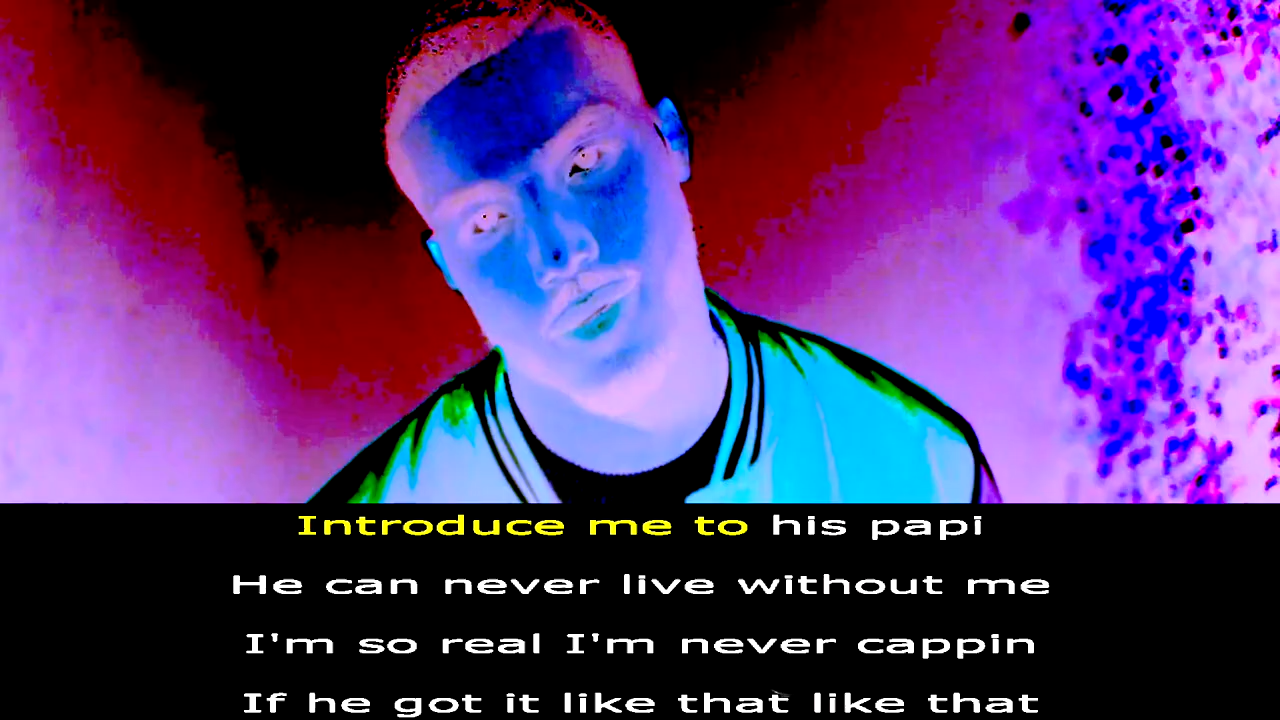 Introduce me to his papi
He can never live without me
I'm so real I'm never cappin
If he got it like that like that